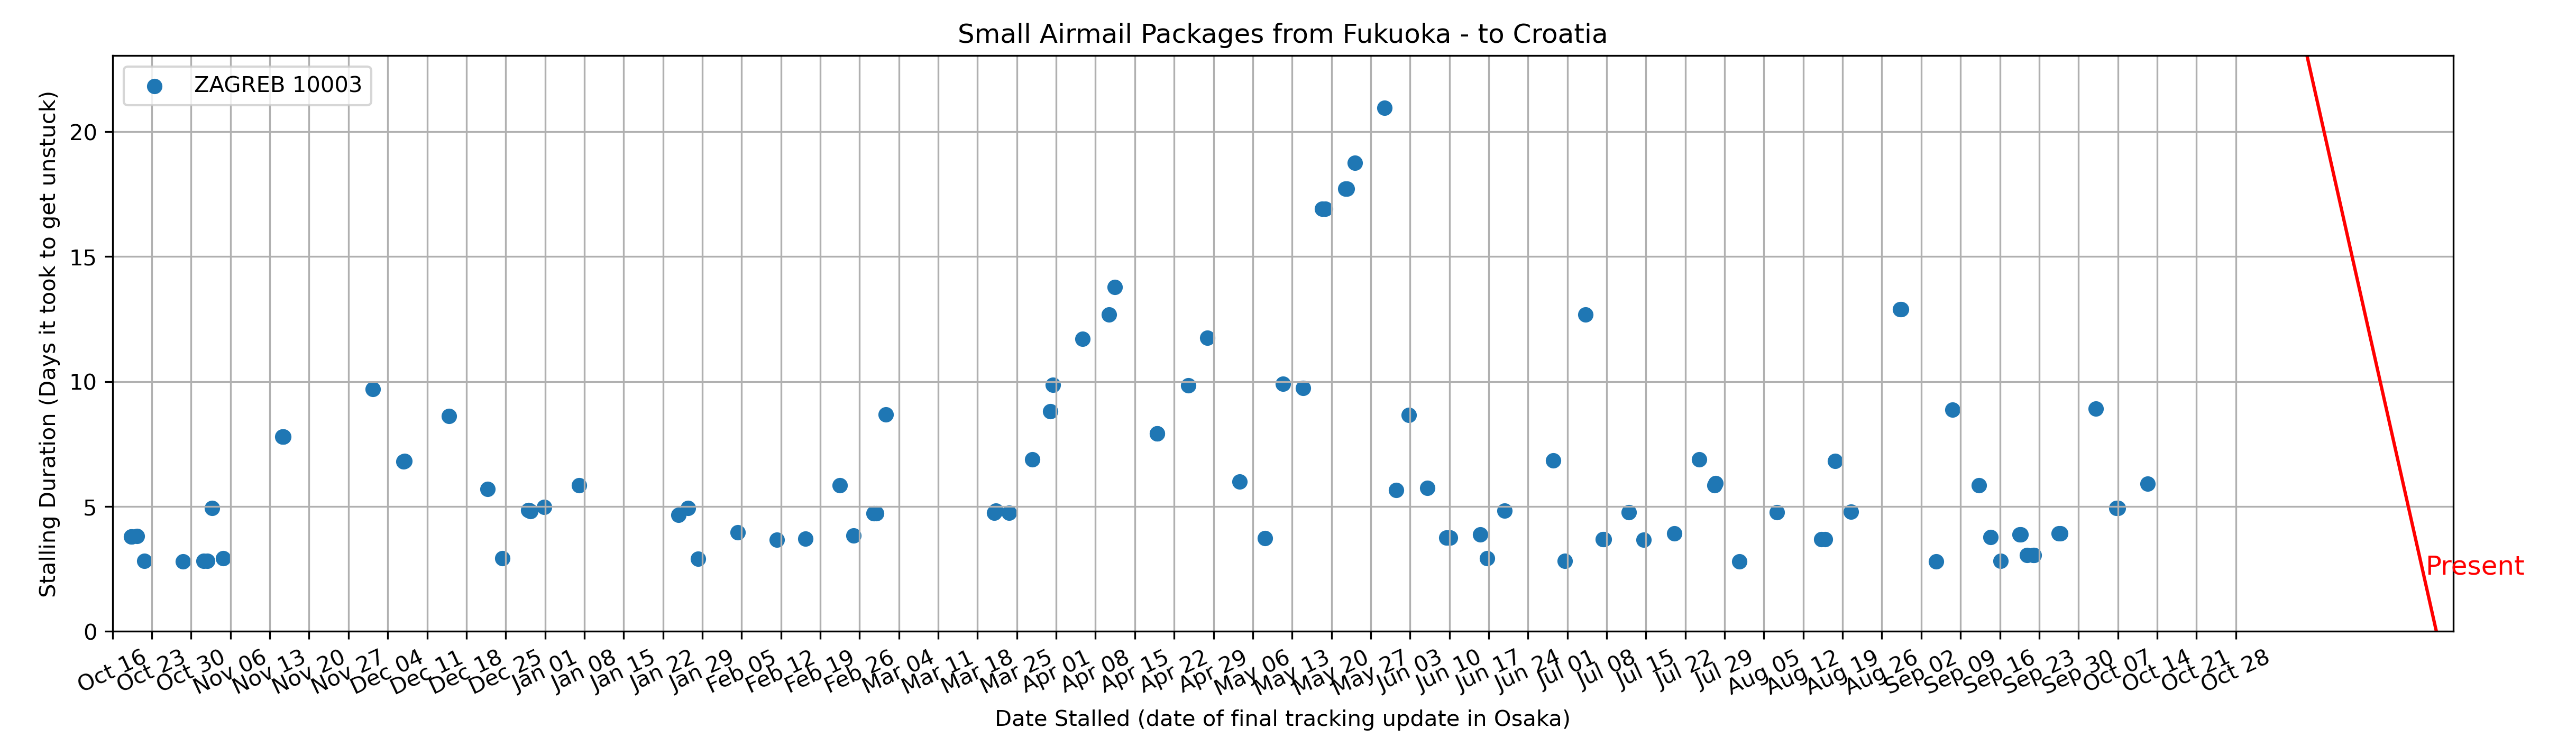 Small Airmail Packages from Fukuoka - to Croatia
ZAGREB 10003
Stalling Duration (Days it took to get unstuck)
20
15
10
5
0
Present
Oct 16
Oct 23
Oct 30
Nov 06
Nov 13
Nov 20
Nov 27
Dec 04
Dec 11
Dec 18
Dec 25
Jan 01
Jan 08
Jan 15
Jan 22
Jan 29
Feb 05
Feb 12
Feb 19
Feb 26
Mar 04
Mar 11
Mar 18
Mar 25
Apr 01
Apr 08
Apr 15
Apr 22
Apr 29
May 06
May 13
May 20
May 27
Jun 03
Jun 10
Jun 17
Jun 24
Jul 01
Jul 08
Jul 15
Jul 22
Jul 29
Aug 05
Aug 12
Aug 19
Aug 26
Sep 02
Sep 09
Sep 16
Sep 23
Sep 30
Oct 07
Oct 14
Oct 21
Oct 28
Date Stalled (date of final tracking update in Osaka)